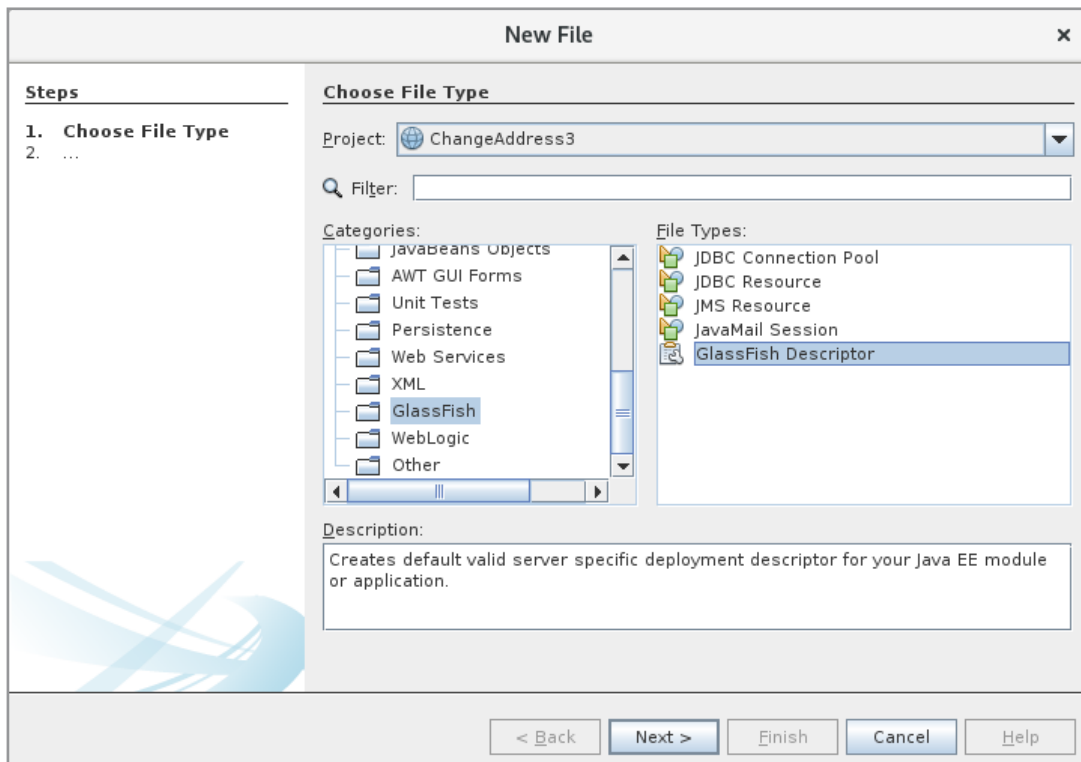 New File
Steps
1. Choose File Type
2. ...
Choose File Type
Project: ChangeAddress3
Filter:
Categories:
JavaBeans Objects
AWT GUI Forms
Unit Tests
Persistence
Web Services
XML
GlassFish
WebLogic
Other
File Types:
JDBC Connection Pool
JDBC Resource
JMS Resource
JavaMail Session
GlassFish Descriptor
Description:
Creates default valid server specific deployment descriptor for your Java EE module
or application.
< Back Next > Finish Cancel Help